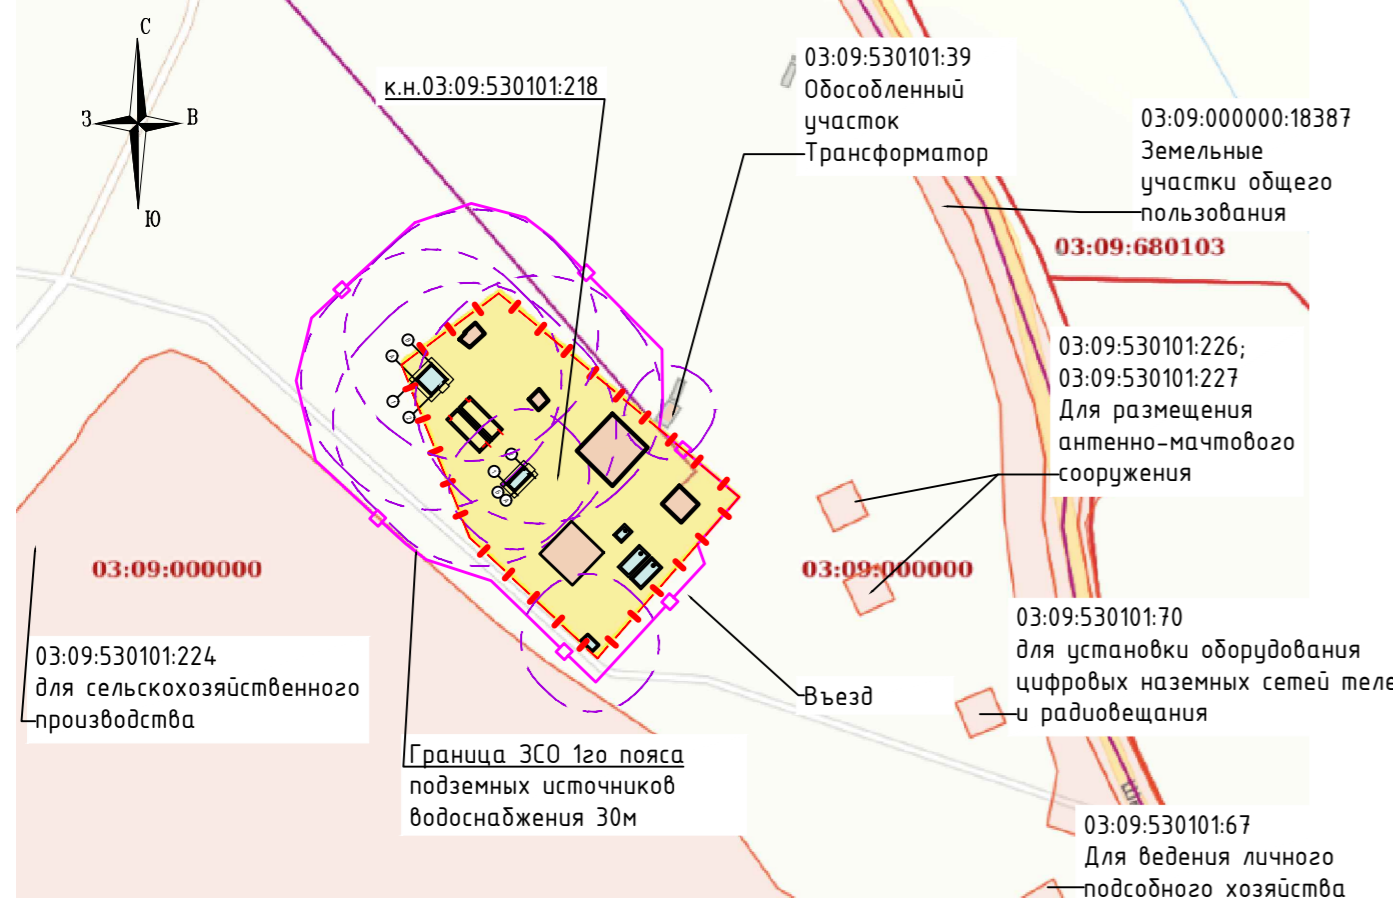 С
З
В
Ю
к.н.03:09:530101:218
03:09:530101:39
Обособленный
участок
Трансформатор
03:09:000000:18387
Земельные
участки общего
пользования
03:09:680103
03:09:530101:226;
03:09:530101:227
Для размещения
антенно-мачтового
сооружения
03:09:000000
03:09:000000
03:09:530101:224
для сельскохозяйственного
производства
03:09:530101:70
для установки оборудования
цифровых наземных сетей теле
и радиовещания
Въезд
Граница ЗСО 1го пояса
подземных источников
водоснабжения 30м
03:09:530101:67
Для ведения личного
подсобного хозяйства